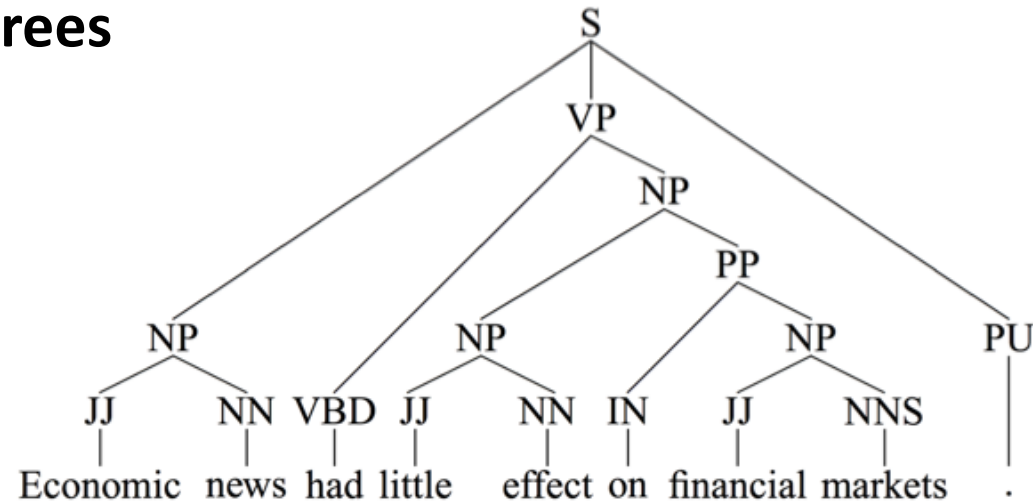 rees
S
VP
NP
PP
NP NP NP PU
JJ NN VBD JJ NN IN JJ NNS
Economic news had little effect on financial markets .